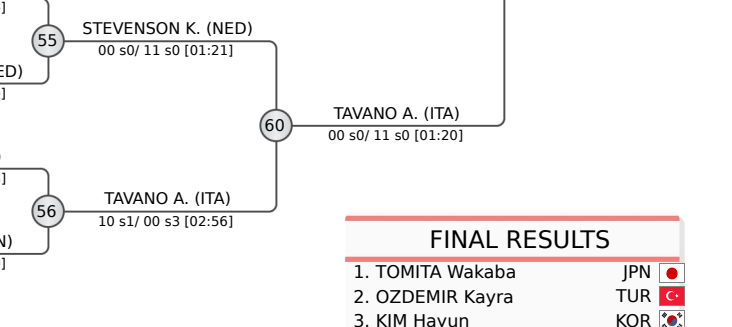 ]
STEVENSON K. (NED)
55
00 s0/ 11 s0 [01:21]
ED)
]
TAVANO A. (ITA)
60
00 s0/ 11 s0 [01:20]
)
]
TAVANO A. (ITA)
56
10 s1/ 00 s3 [02:56]
N)
]
FINAL RESULTS
1. TOMITA Wakaba JPN
2. OZDEMIR Kayra TUR
3. KIM Hayun KOR